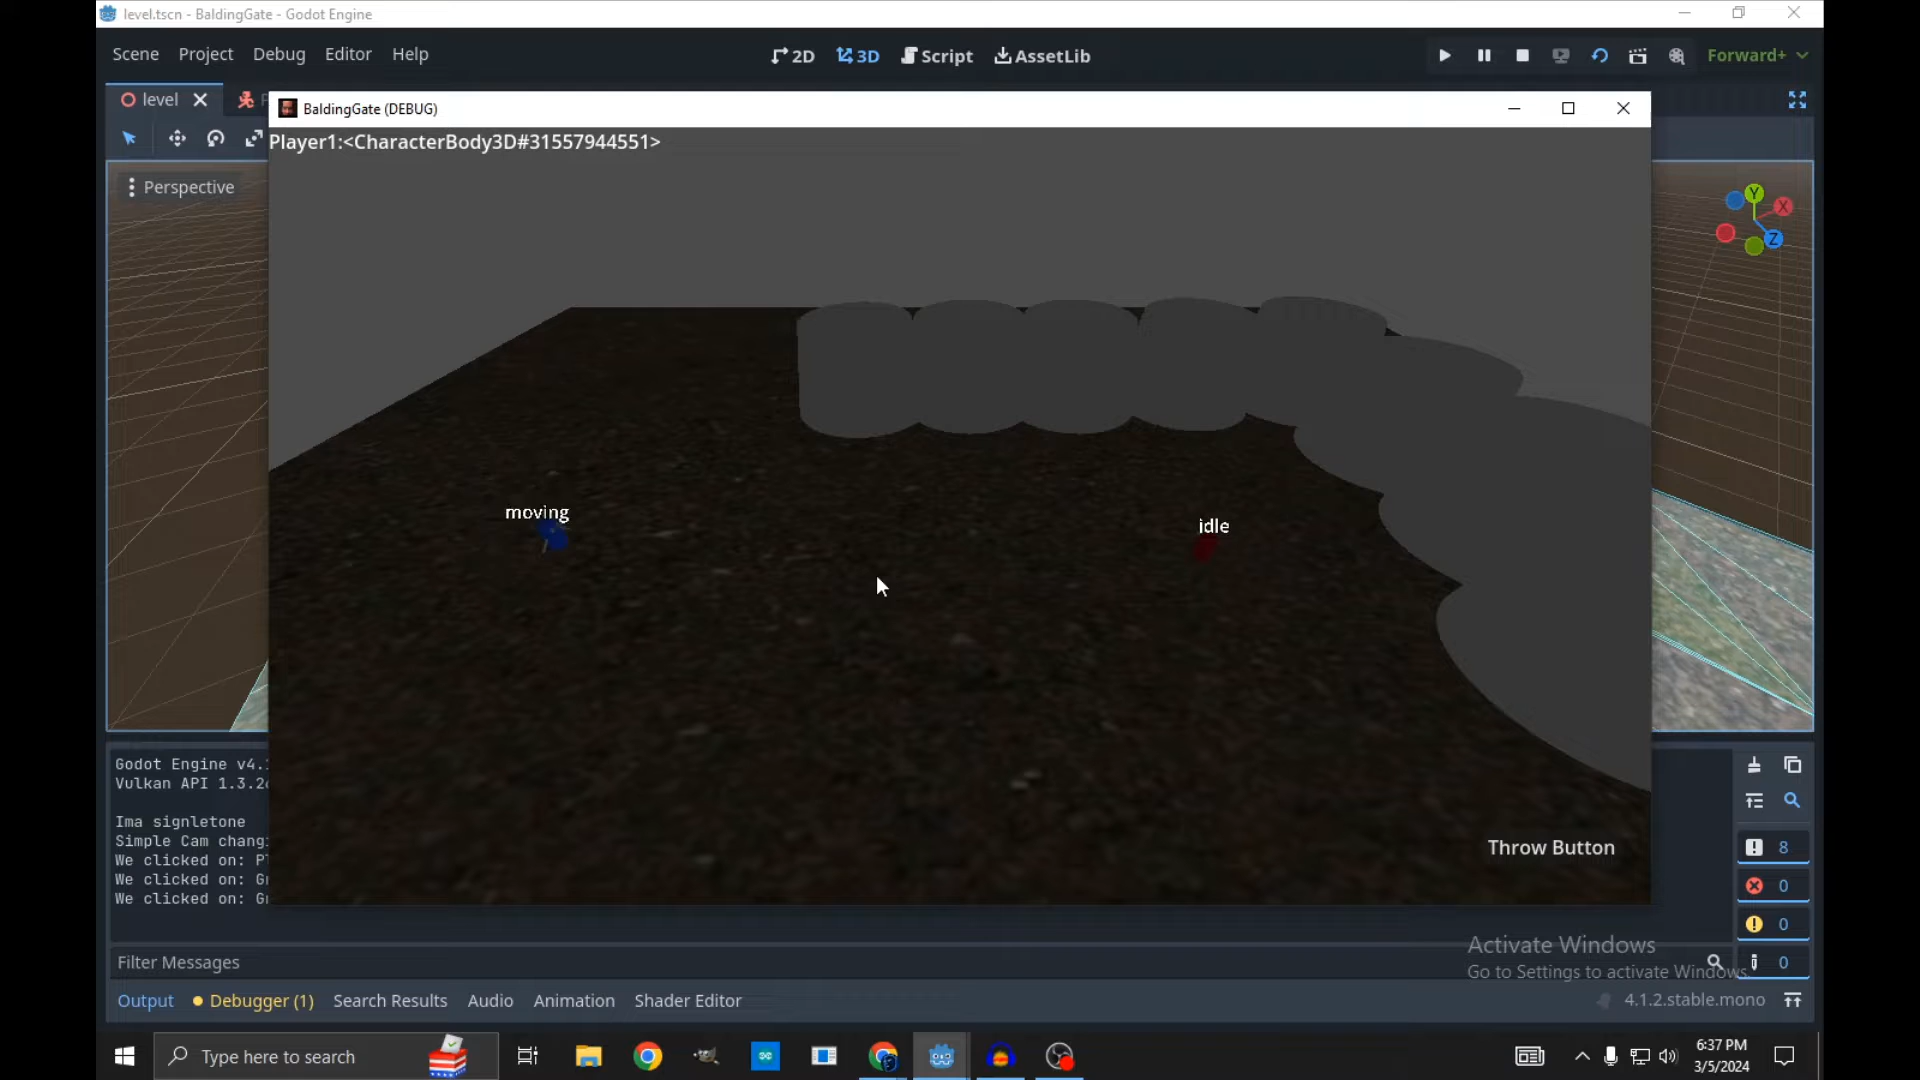 level.tscn - BaldingGate - Godot Engine
Scene Project Debug Editor Help
2D 3D Script AssetLib
Forward+
level
BaldingGate (DEBUG)
Player1:<CharacterBody3D#31557944551>
Perspective
Y
X
Z
moving
idle
Throw Button
Godot Engine v4.
Vulkan API 1.3.2
Ima signletone
Simple Cam chang
We clicked on: P
We clicked on: G
We clicked on: G
8
0
0
0
Filter Messages
Activate Windows
Go to Settings to activate Windows.
Output Debugger (1) Search Results Audio Animation Shader Editor
4.1.2.stable.mono
Type here to search
6:37 PM
3/5/2024